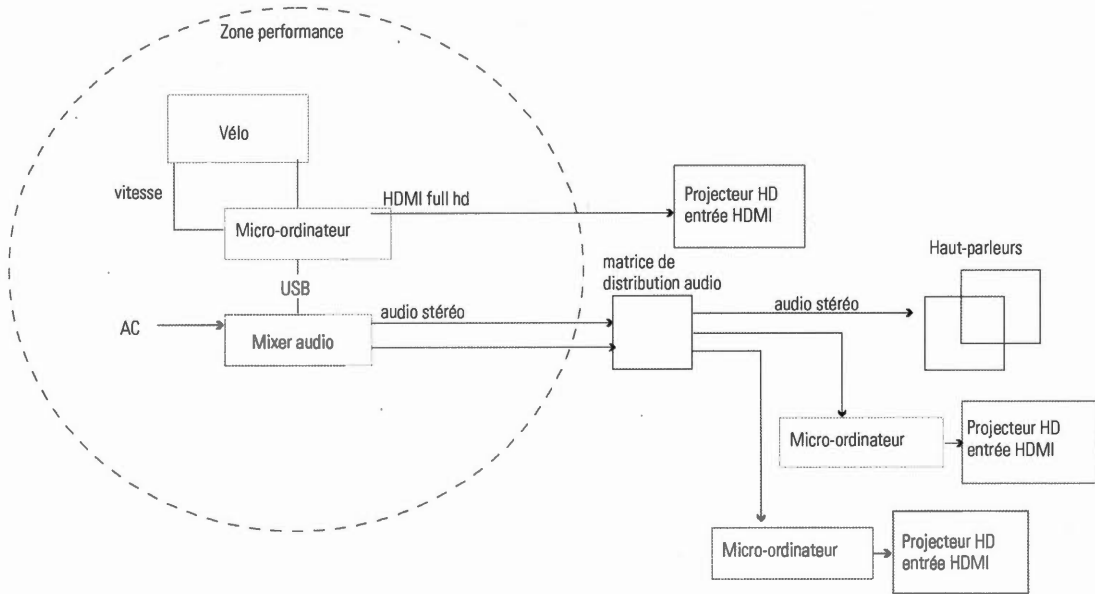 Zone performance
Vélo
vitesse
HDMI full hd
Projecteur HD
entrée HDMI
Micro-ordinateur
Haut-parleurs
matrice de
distribution audio
USB
audio stéréo
audio stéréo
AC
Mixer audio
Micro-ordinateur
Projecteur HD
entrée HDMI
Micro-ordinateur
Projecteur HD
entrée HDMI